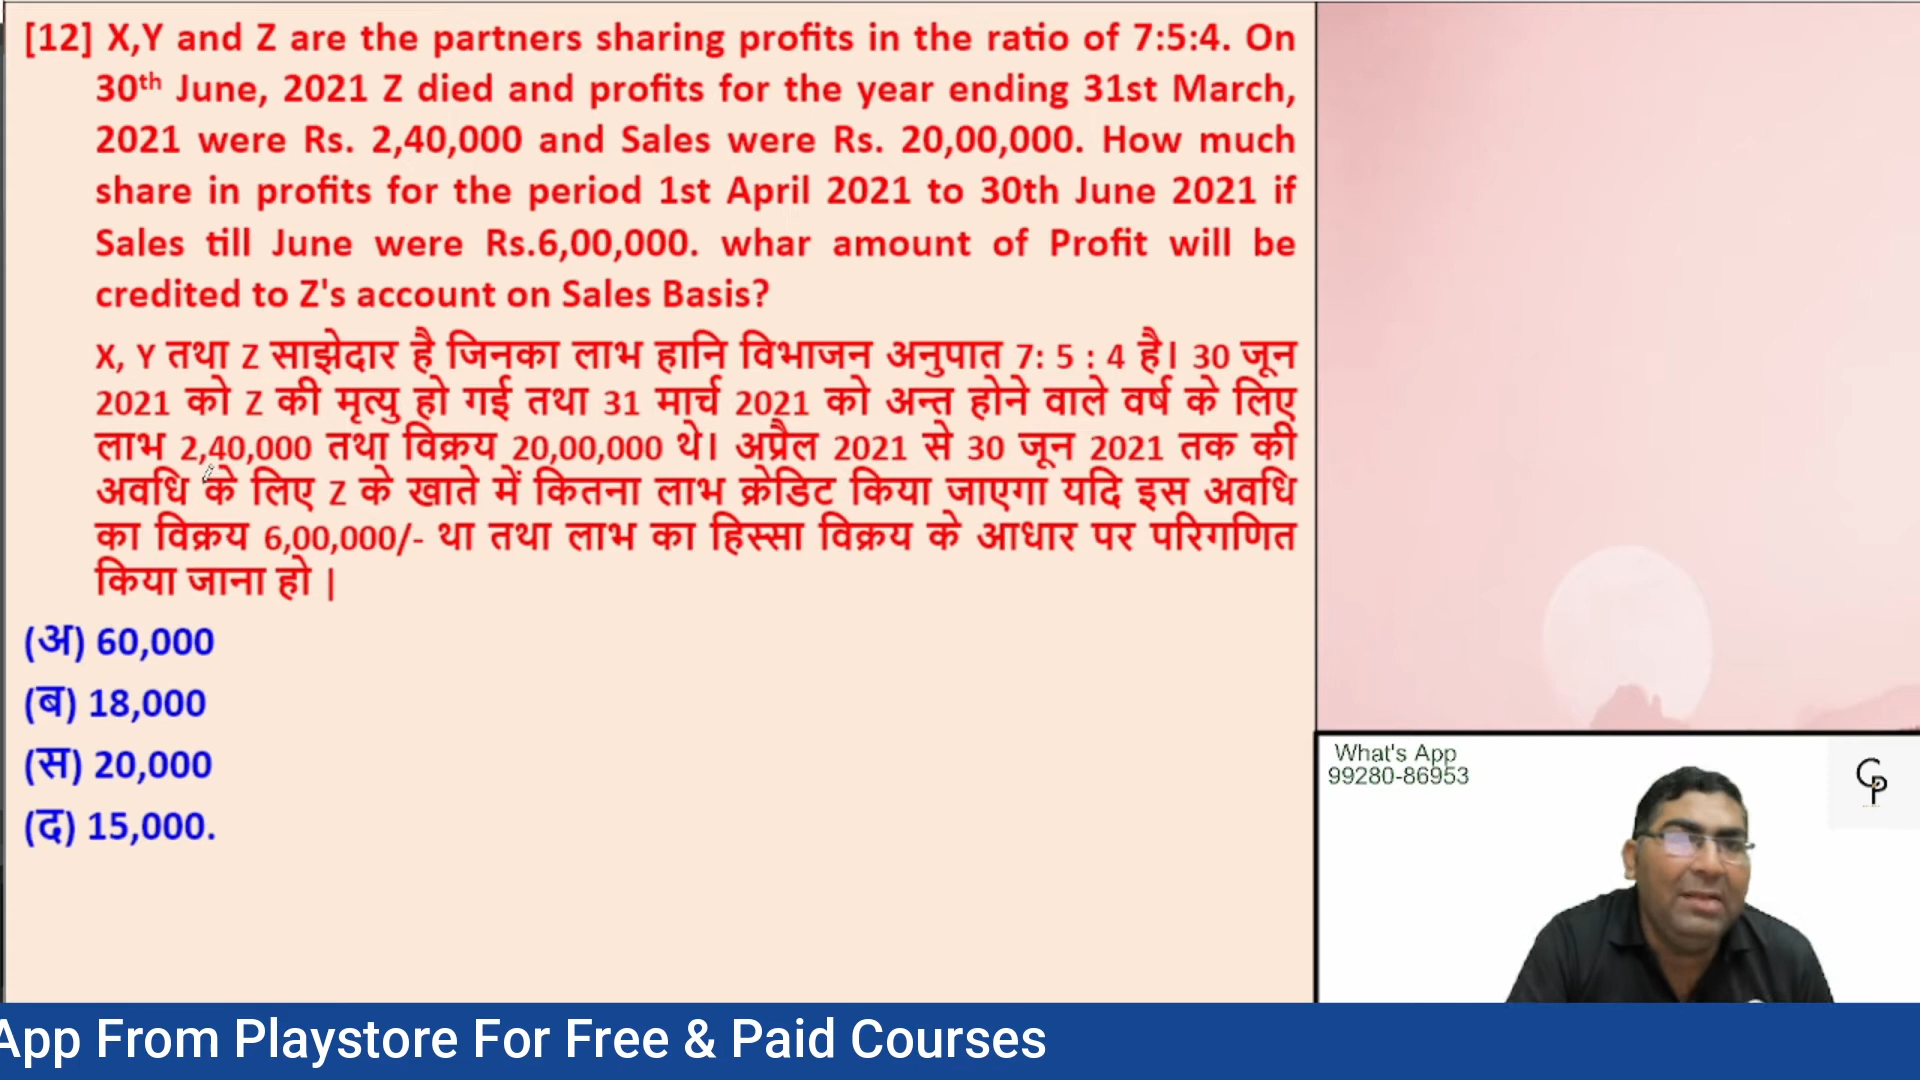 [12] X,Y and Z are the partners sharing profits in the ratio of 7:5:4. On
30th June, 2021 Z died and profits for the year ending 31st March,
2021 were Rs. 2,40,000 and Sales were Rs. 20,00,000. How much
share in profits for the period 1st April 2021 to 30th June 2021 if
Sales till June were Rs.6,00,000. whar amount of Profit will be
credited to Z's account on Sales Basis?
X, Y तथा Z साझेदार है जिनका लाभ हानि विभाजन अनुपात 7: 5 : 4 है। 30 जून
2021 को Z की मृत्यु हो गई तथा 31 मार्च 2021 को अन्त होने वाले वर्ष के लिए
लाभ 2,40,000 तथा विक्रय 20,00,000 थे। अप्रैल 2021 से 30 जून 2021 तक की
अवधि के लिए Z के खाते में कितना लाभ क्रेडिट किया जाएगा यदि इस अवधि
का विक्रय 6,00,000/- था तथा लाभ का हिस्सा विक्रय के आधार पर परिगणित
किया जाना हो |
(अ) 60,000
(ब) 18,000
(स) 20,000
(द) 15,000.
What's App
99280-86953
CP
App From Playstore For Free & Paid Courses